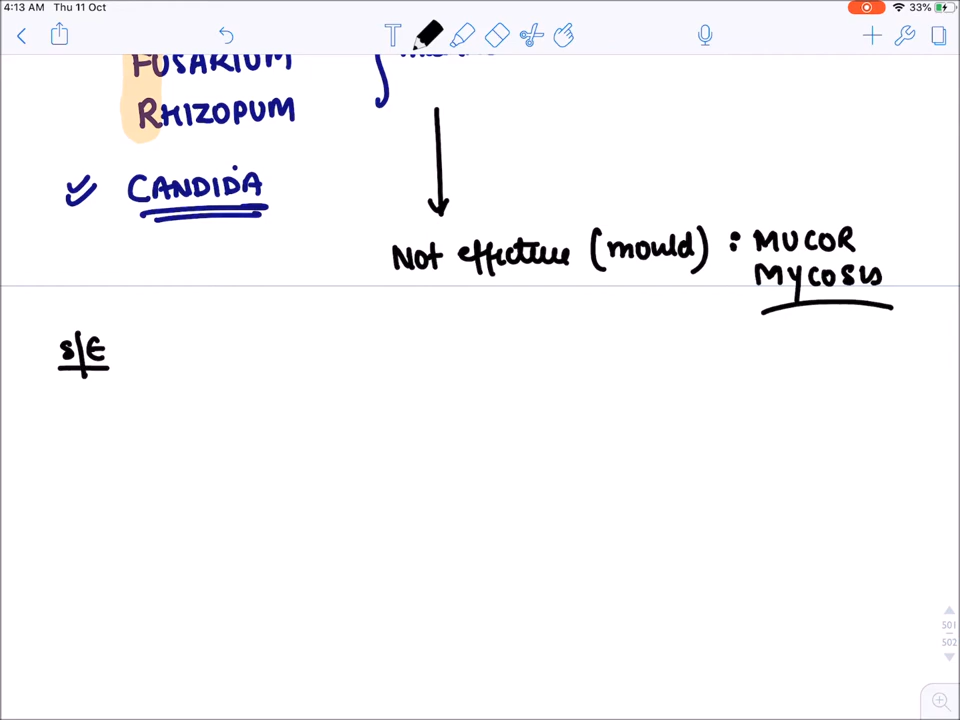 4:13 AM Thu 11 Oct 33%
FUSARIUM
RHIZOPUM
CANDIDA
Not effective (mould) : MUCOR
MYCOSIS
S/E
501
502